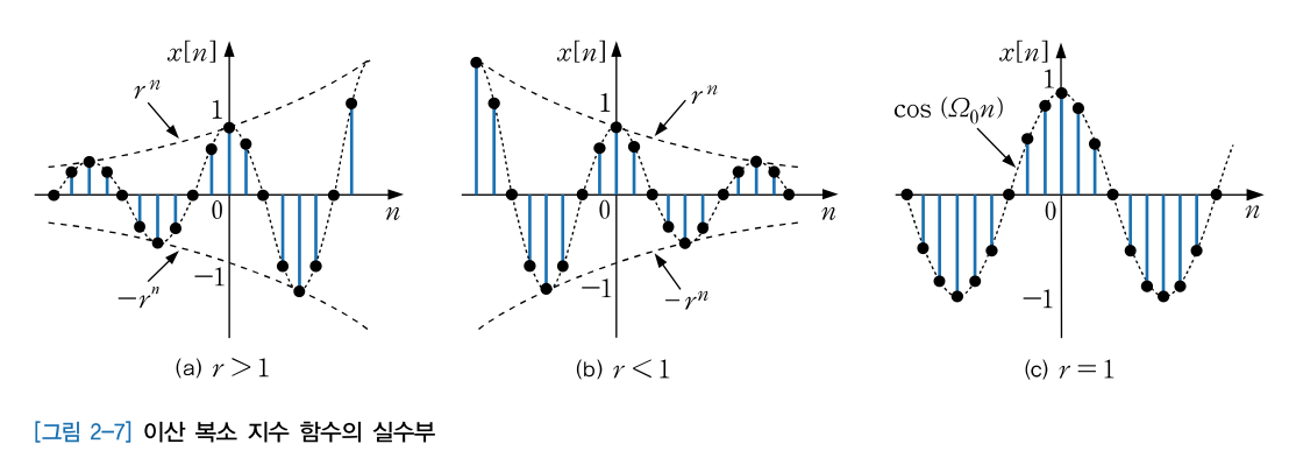 x[n]
r^n
1
0
n
−1
−r^n
(a) r > 1
x[n]
r^n
1
0
n
−1
−r^n
(b) r < 1
x[n]
1
cos (Ω₀n)
0
n
−1
(c) r = 1
[그림 2-7] 이산 복소 지수 함수의 실수부